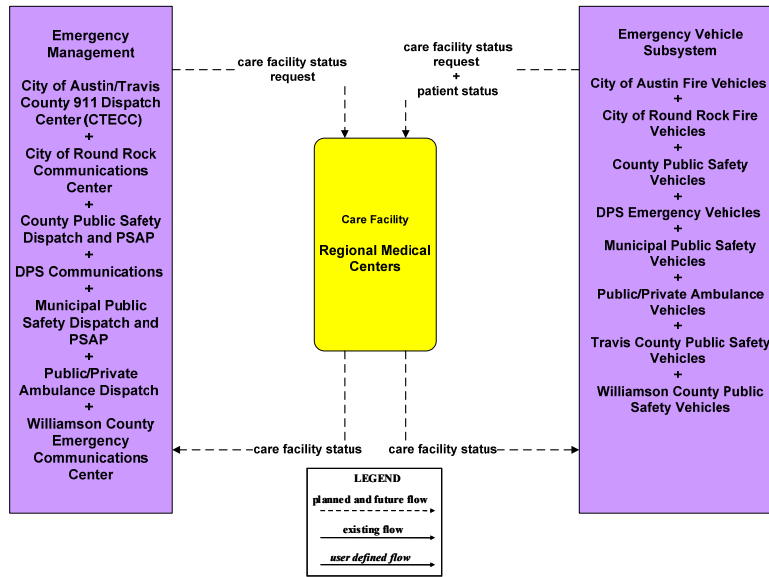 Emergency
Management
City of Austin/Travis
County 911 Dispatch
Center (CTECC)
+
City of Round Rock
Communications
Center
+
County Public Safety
Dispatch and PSAP
+
DPS Communications
+
Municipal Public
Safety Dispatch and
PSAP
+
Public/Private
Ambulance Dispatch
+
Williamson County
Emergency
Communications
Center
care facility status
request
care facility status
request
+
patient status
Care Facility
Regional Medical
Centers
care facility status
care facility status
Emergency Vehicle
Subsystem
City of Austin Fire Vehicles
+
City of Round Rock Fire
Vehicles
+
County Public Safety
Vehicles
+
DPS Emergency Vehicles
+
Municipal Public Safety
Vehicles
+
Public/Private Ambulance
Vehicles
+
Travis County Public Safety
Vehicles
+
Williamson County Public
Safety Vehicles
LEGEND
planned and future flow
existing flow
user defined flow